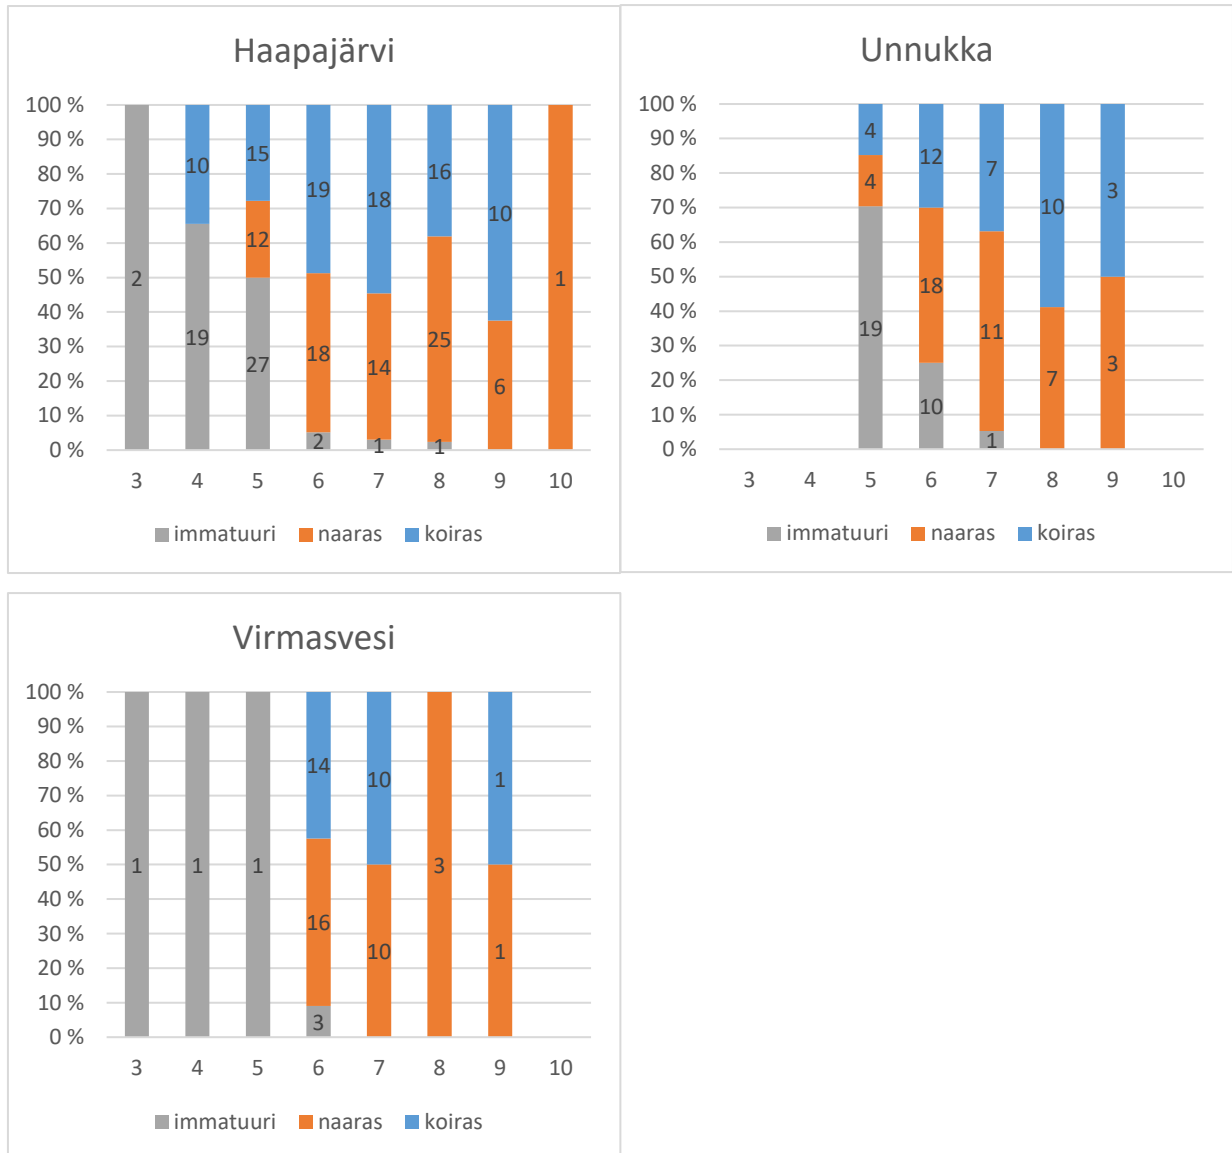 Haapajärvi
100 %
90 %
80 %
70 %
60 %
50 %
40 %
30 %
20 %
10 %
0 %
10 15 19 18 16 10
12 18 14 25 6 1
2 19 27 2 1 1
3 4 5 6 7 8 9 10
immatuuri naaras koiras
Unnukka
100 %
90 %
80 %
70 %
60 %
50 %
40 %
30 %
20 %
10 %
0 %
4 12 7 10 3
4 18 11 7 3
19 10 1
3 4 5 6 7 8 9 10
immatuuri naaras koiras
Virmasvesi
100 %
90 %
80 %
70 %
60 %
50 %
40 %
30 %
20 %
10 %
0 %
14 10 1
16 10 3 1
1 1 1 3
3 4 5 6 7 8 9 10
immatuuri naaras koiras